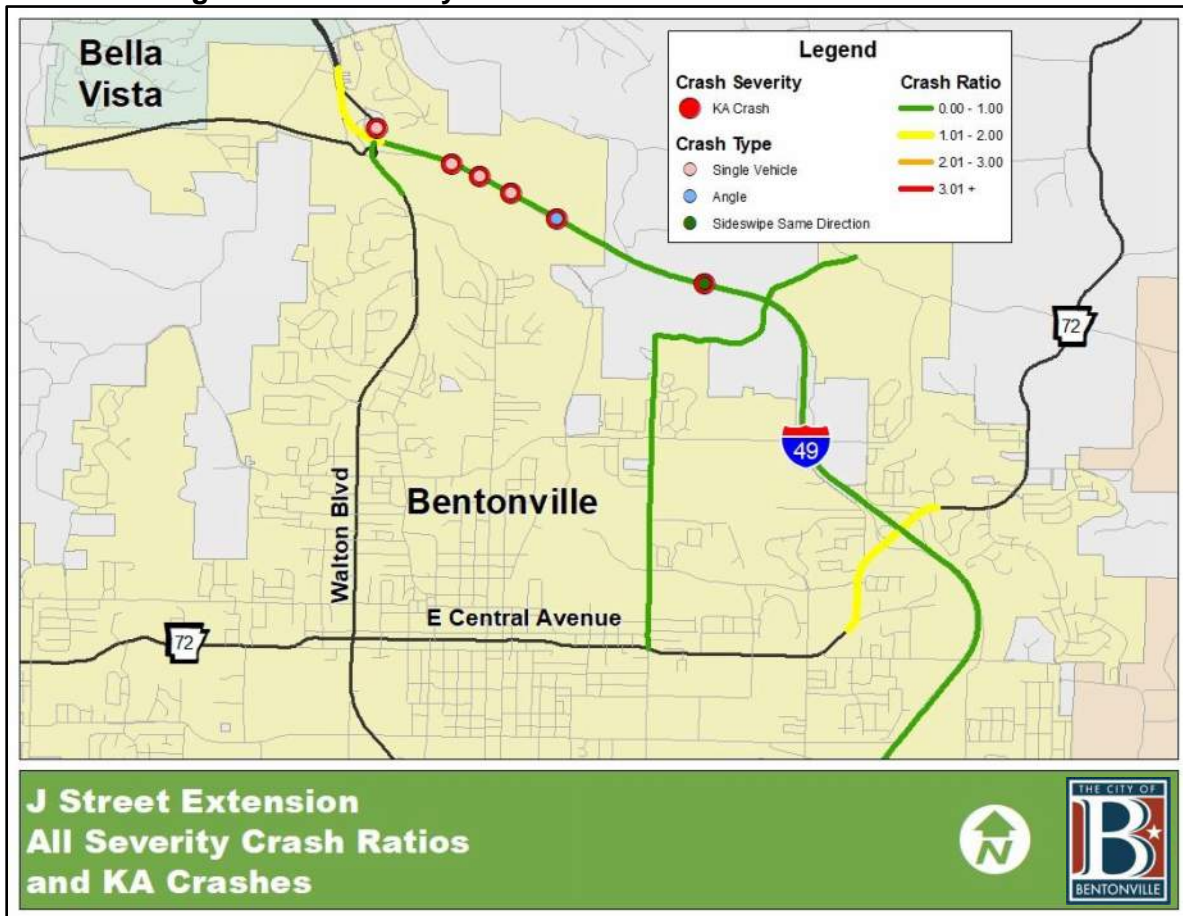 Bella
Vista
Legend
Crash Severity
KA Crash
Crash Type
Single Vehicle
Angle
Sideswipe Same Direction
Crash Ratio
0.00 - 1.00
1.01 - 2.00
2.01 - 3.00
3.01 +
72
49
Bentonville
Walton Blvd
E Central Avenue
72
J Street Extension
All Severity Crash Ratios
and KA Crashes
N
THE CITY OF
B
BENTONVILLE